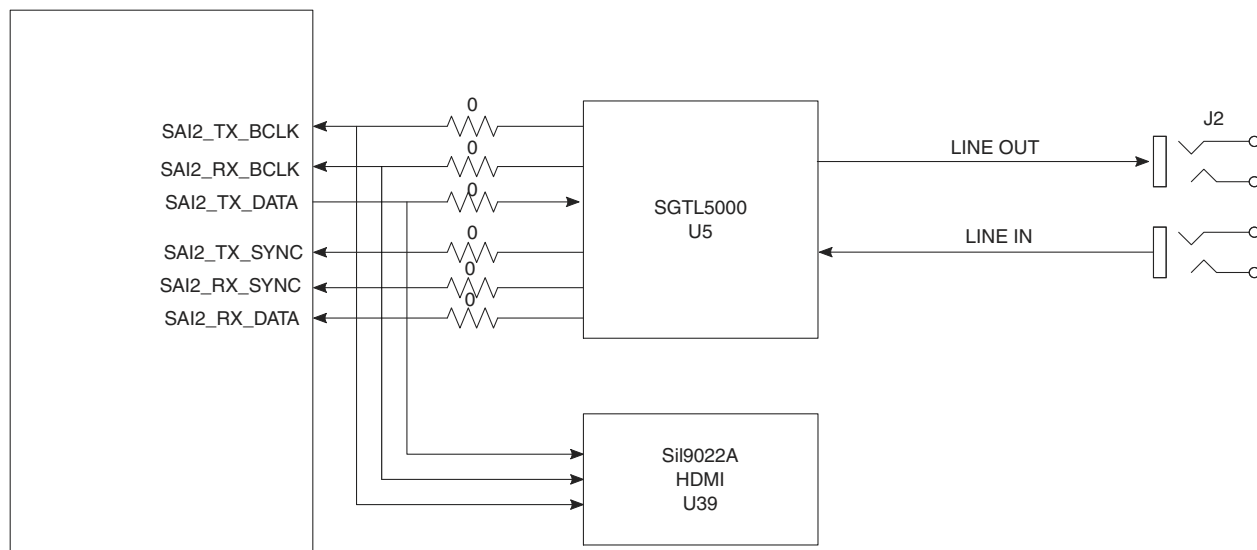 0
SAI2_TX_BCLK
0
SAI2_RX_BCLK
0
SAI2_TX_DATA
0
SAI2_TX_SYNC
0
SAI2_RX_SYNC
0
SAI2_RX_DATA
SGTL5000
U5
LINE OUT
J2
LINE IN
SiI9022A
HDMI
U39